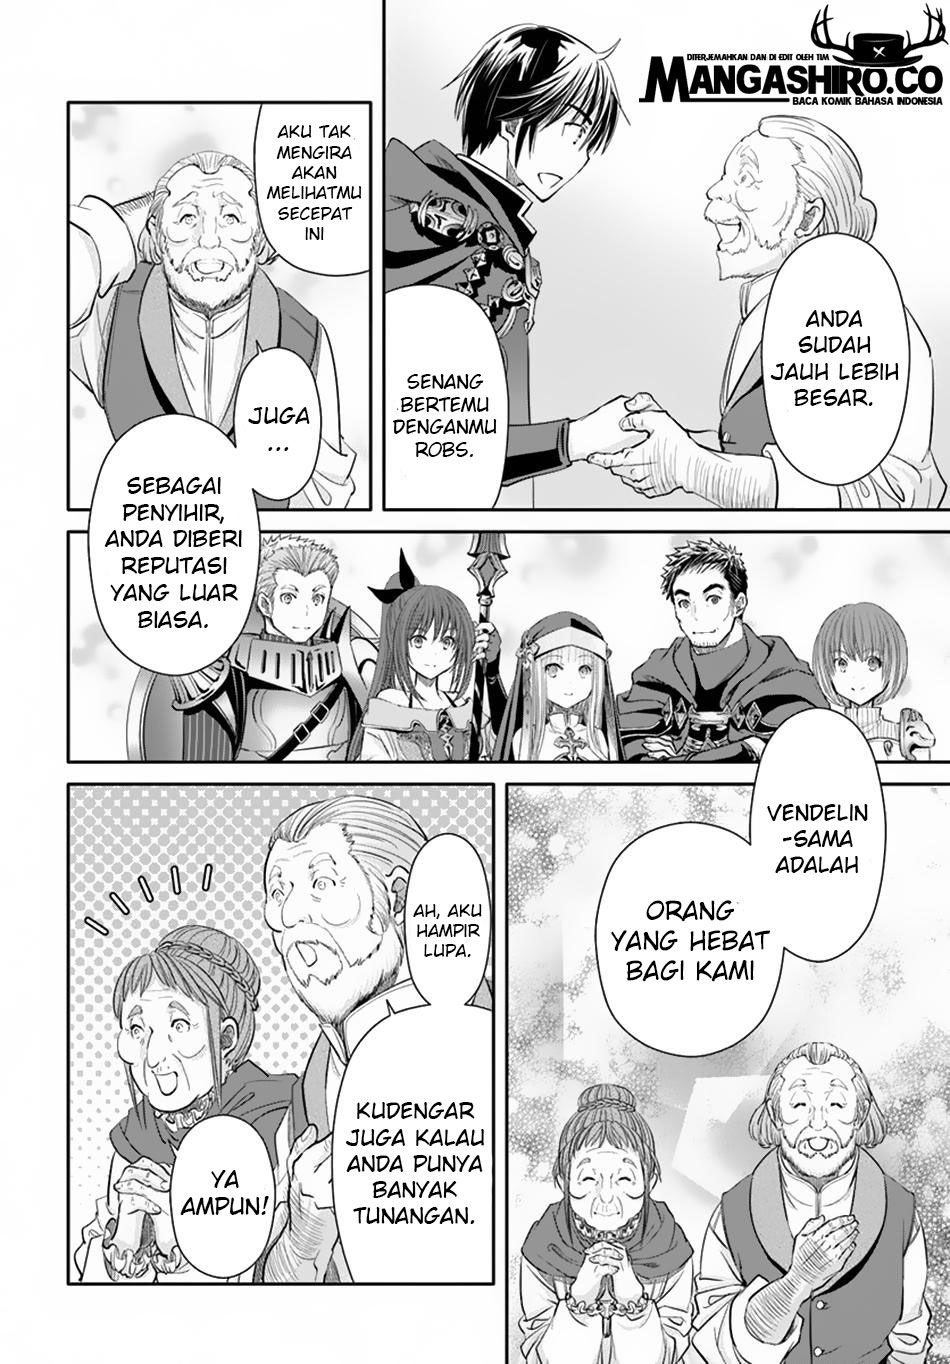 DITERJEMAHKAN DAN DI EDIT OLEH TIM
MANGASHIRO.CO
BACA KOMIK BAHASA INDONESIA
ANDA
SUDAH
JAUH LEBIH
BESAR.
SENANG
BERTEMU
DENGANMU
ROBS.
AKU TAK
MENGIRA
AKAN
MELIHATMU
SECEPAT
INI
JUGA
...
SEBAGAI
PENYIHIR,
ANDA DIBERI
REPUTASI
YANG LUAR
BIASA.
VENDELIN
-SAMA
ADALAH
ORANG
YANG HEBAT
BAGI KAMI
AH, AKU
HAMPIR
LUPA.
KUDENGAR
JUGA KALAU
ANDA PUNYA
BANYAK
TUNANGAN.
YA
AMPUN!